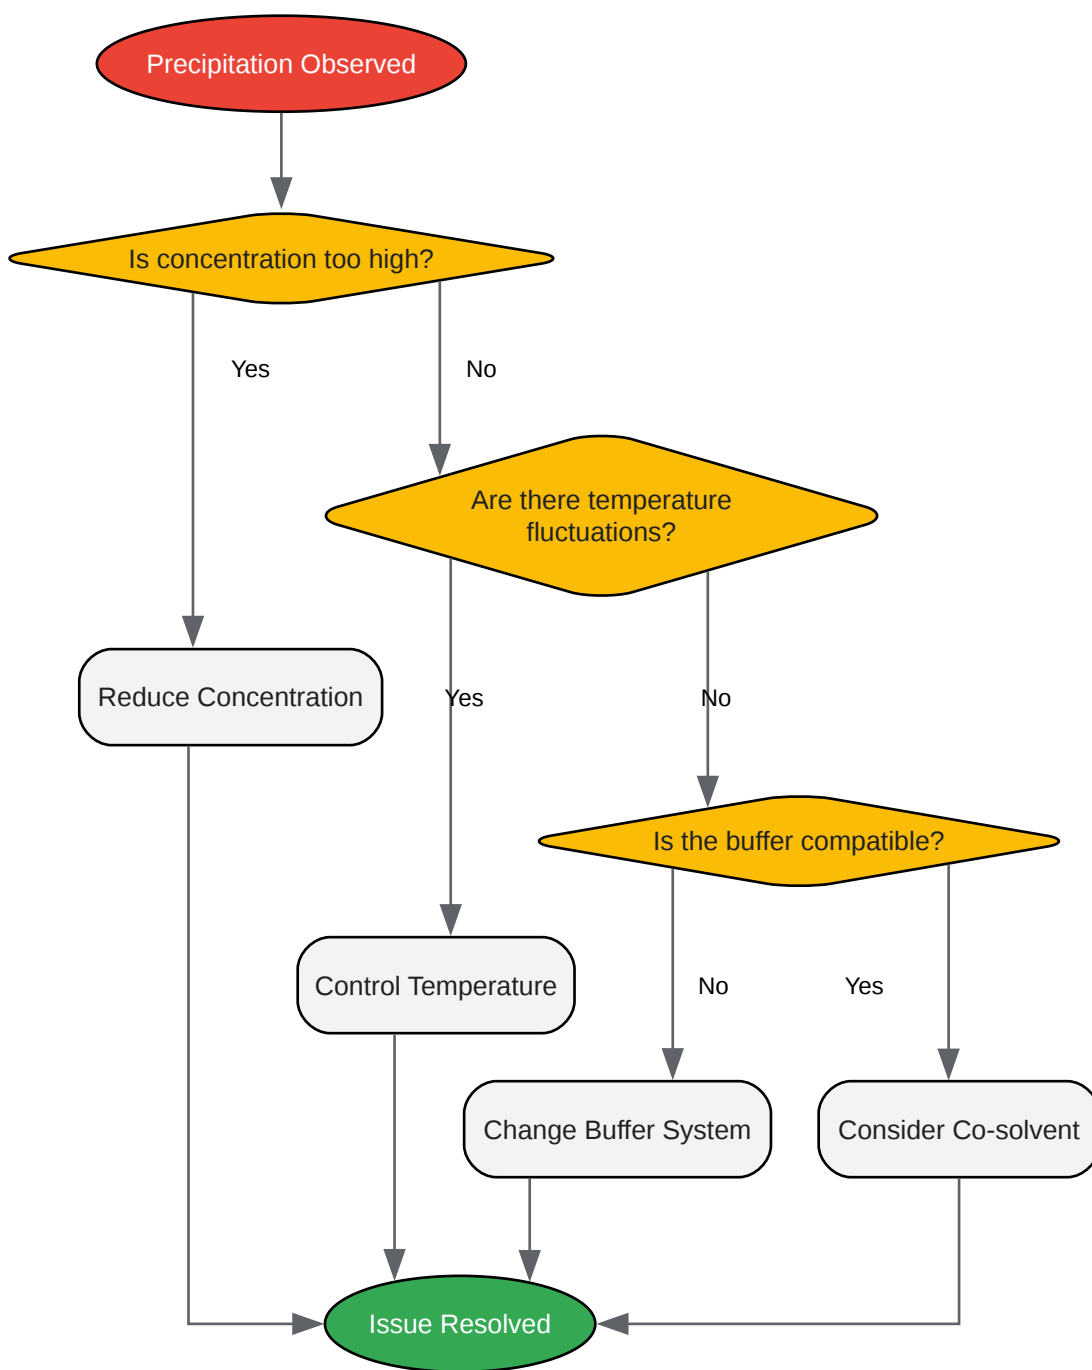 Precipitation Observed
Is concentration too high?
Yes
No
Are there temperature
fluctuations?
Reduce Concentration
Yes
No
Is the buffer compatible?
Control Temperature
No
Yes
Change Buffer System
Consider Co-solvent
Issue Resolved